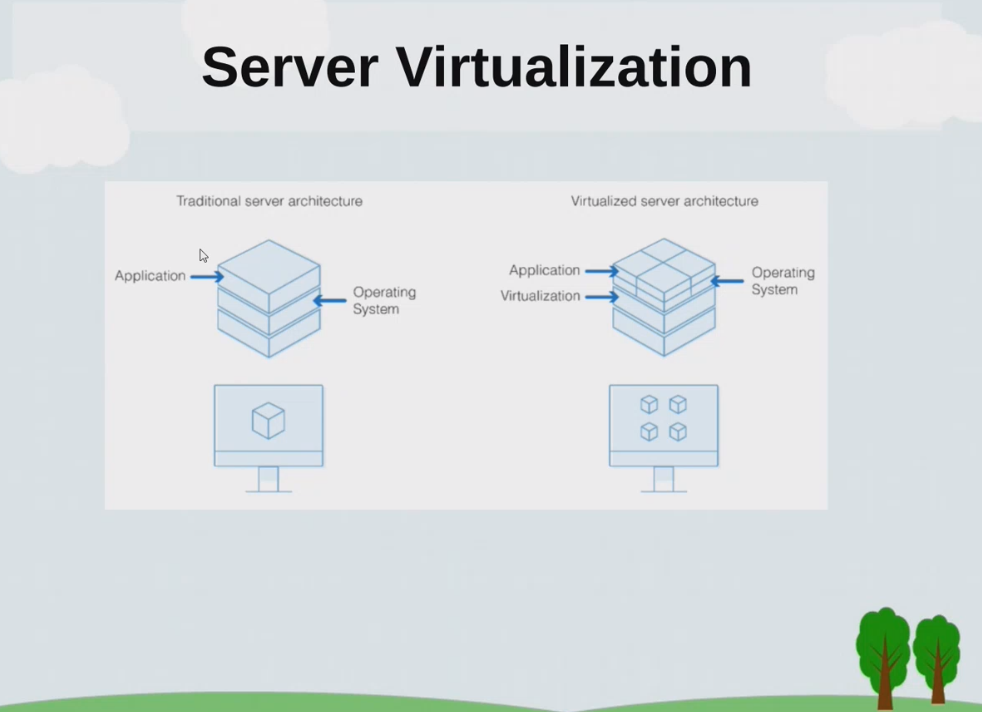 Server Virtualization
Traditional server architecture
Application
Operating
System
Virtualized server architecture
Application
Virtualization
Operating
System